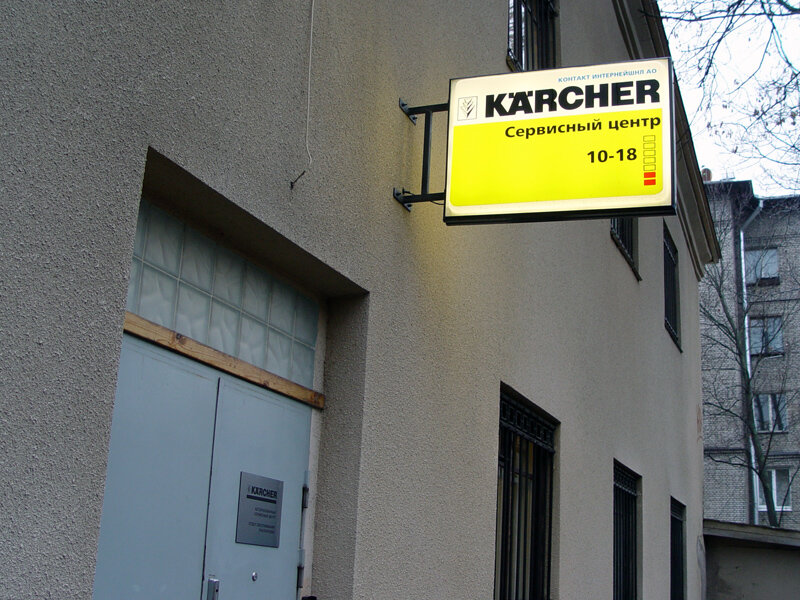 КОНТАКТ ИНТЕРНЕЙШНЛ АО
KÄRCHER
Сервисный центр
10-18
KÄRCHER